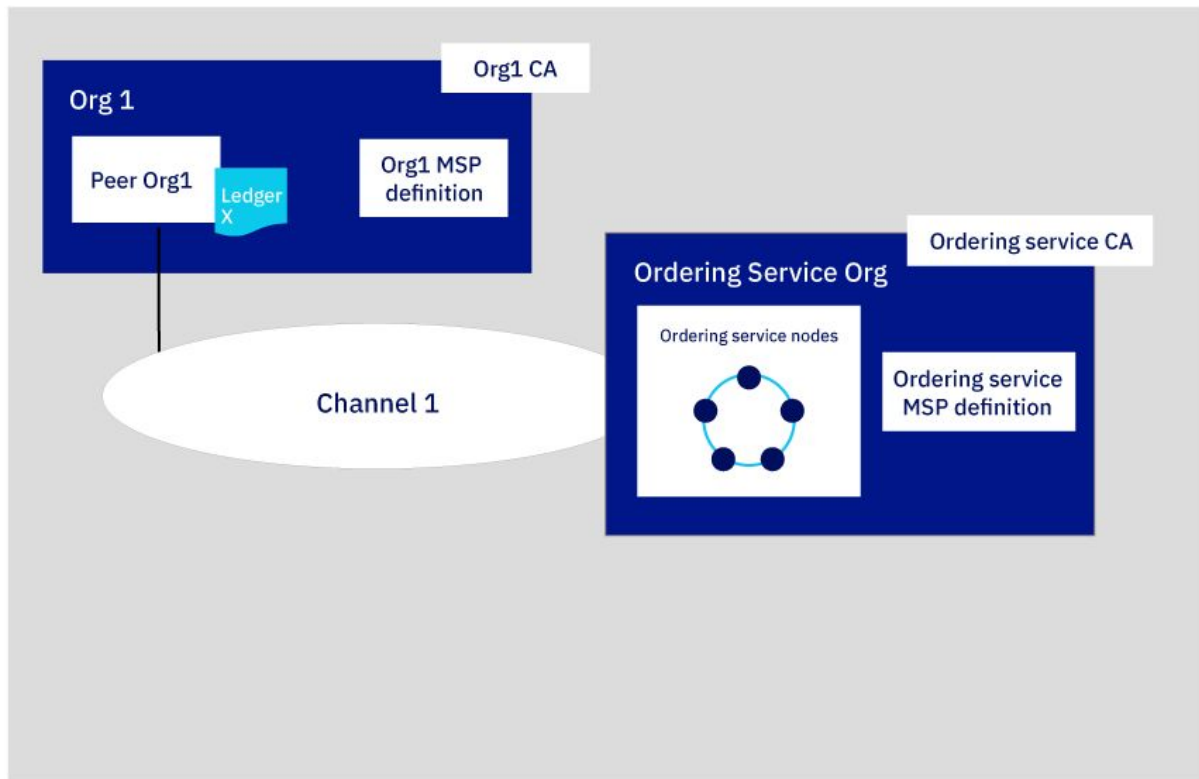 Org1 CA
Org 1
Peer Org1
Ledger
X
Org1 MSP
definition
Ordering service CA
Ordering Service Org
Ordering service nodes
Ordering service
MSP definition
Channel 1